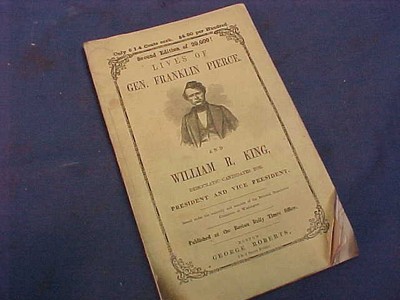 Only 6 1-4 Cents each. $4.50 per Hundred
Second Edition of 20,000!
LIVES OF
GEN. FRANKLIN PIERCE,
AND
WILLIAM R. KING,
DEMOCRATIC CANDIDATES FOR
PRESIDENT AND VICE PRESIDENT.
Published at the Boston Daily Times Office.
BOSTON:
GEORGE ROBERTS,